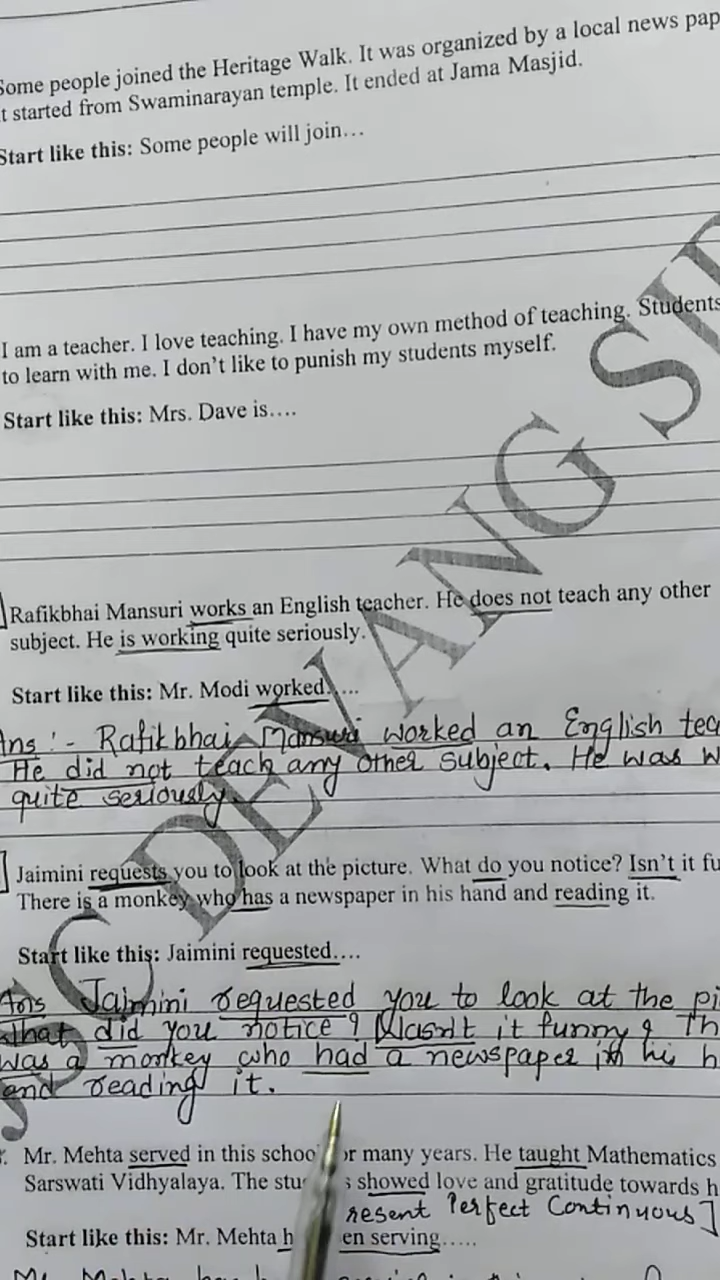 Some people joined the Heritage Walk. It was organized by a local news pap
t started from Swaminarayan temple. It ended at Jama Masjid.
Start like this: Some people will join…
I am a teacher. I love teaching. I have my own method of teaching. Students
to learn with me. I don't like to punish my students myself.
Start like this: Mrs. Dave is….
Rafikbhai Mansuri works an English teacher. He does not teach any other
subject. He is working quite seriously.
Start like this: Mr. Modi worked….
Ans :- Rafikbhai Mansuri worked an English teac
He did not teach any other subject. He was w
quite seriously.
Jaimini requests you to look at the picture. What do you notice? Isn't it fu
There is a monkey who has a newspaper in his hand and reading it.
Start like this: Jaimini requested….
Ans Jaimini requested you to look at the pi
What did you notice? Wasn't it funny? Th
was a monkey who had a newspaper in his h
and reading it.
Mr. Mehta served in this schoo or many years. He taught Mathematics
Sarswati Vidhyalaya. The stu s showed love and gratitude towards h
resent Perfect Continuous]
Start like this: Mr. Mehta h en serving…..
DEVANG